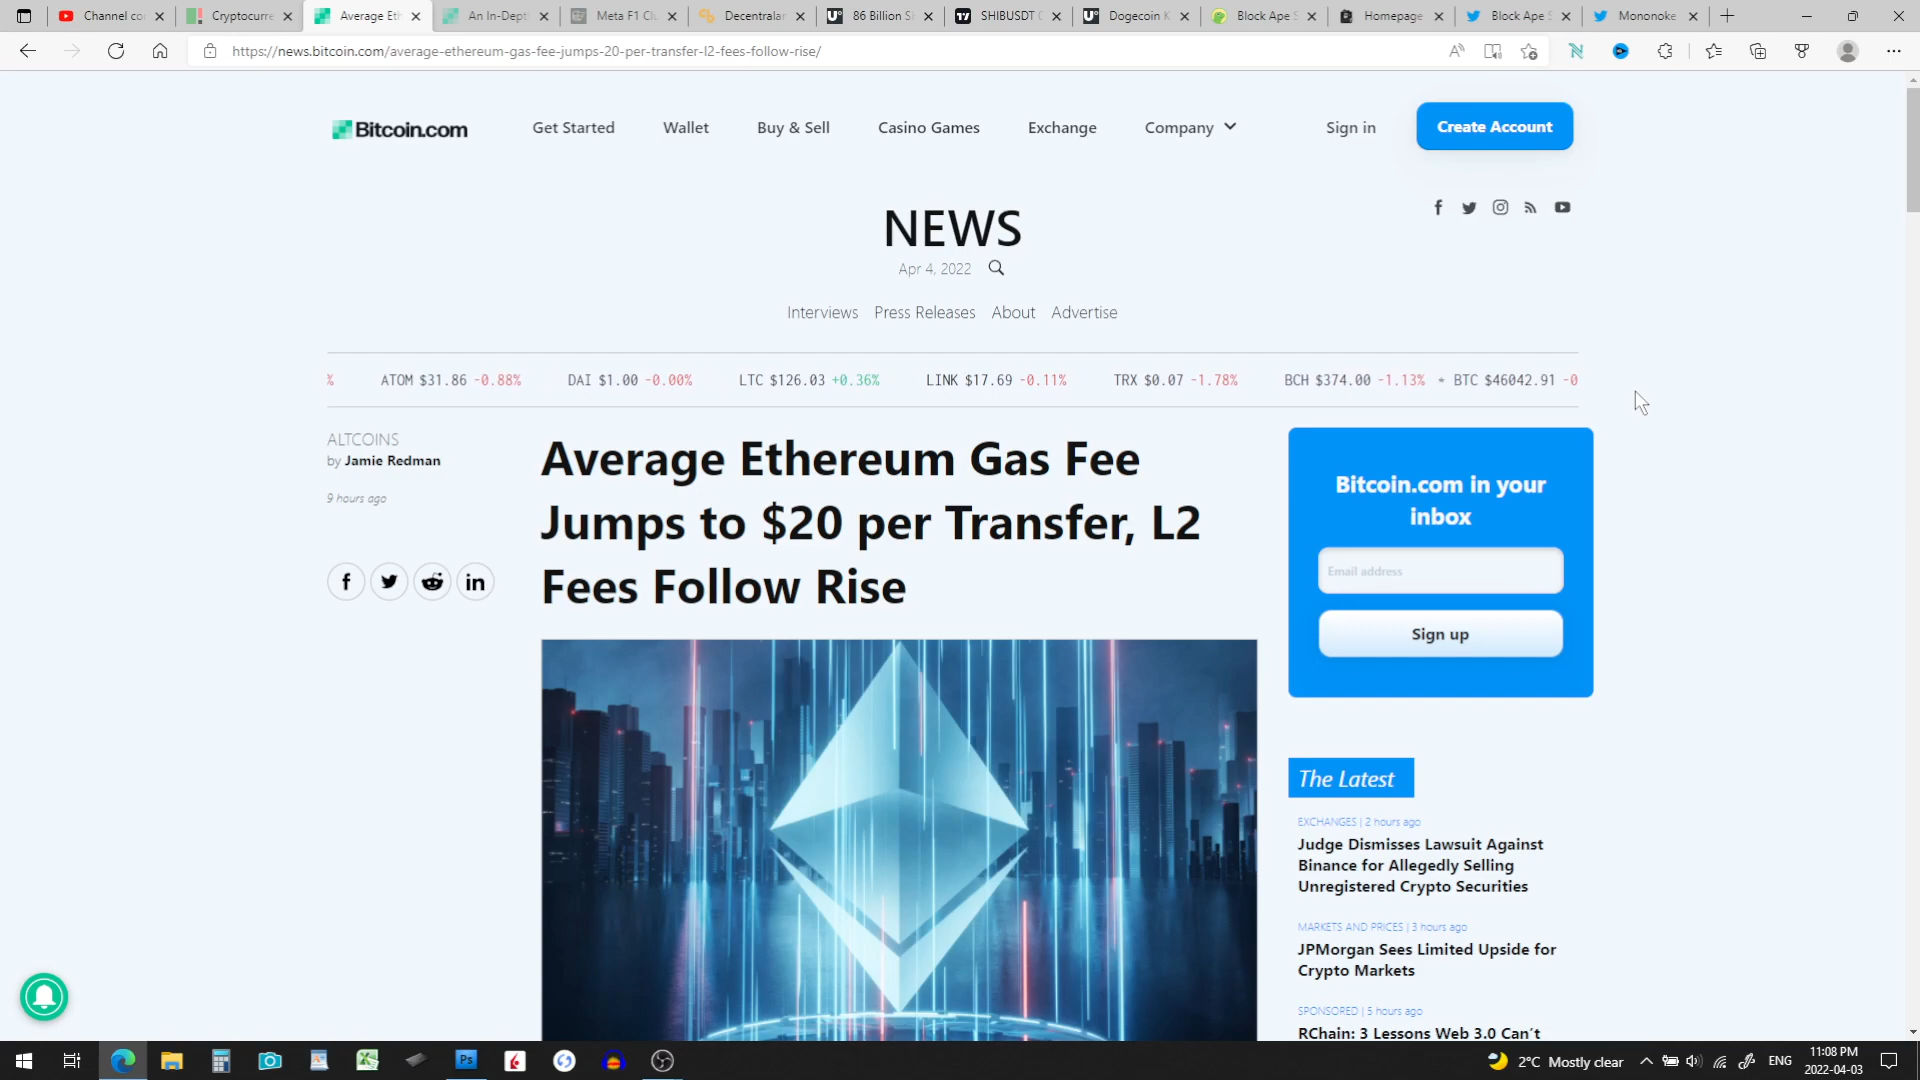 Channel co
Cryptocurre
Average Eth
An In-Dept
Meta F1 Clu
Decentralan
86 Billion S
SHIBUSDT
Dogecoin K
Block Ape S
Homepage
Block Ape S
Mononoke
https://news.bitcoin.com/average-ethereum-gas-fee-jumps-20-per-transfer-l2-fees-follow-rise/
Bitcoin.com
Get Started
Wallet
Buy & Sell
Casino Games
Exchange
Company
Sign in
Create Account
NEWS
Apr 4, 2022
Interviews Press Releases About Advertise
% ATOM $31.86 -0.88% DAI $1.00 -0.00% LTC $126.03 +0.36% LINK $17.69 -0.11% TRX $0.07 -1.78% BCH $374.00 -1.13% * BTC $46042.91 -0
ALTCOINS
by Jamie Redman
9 hours ago
Average Ethereum Gas Fee
Jumps to $20 per Transfer, L2
Fees Follow Rise
Bitcoin.com in your
inbox
Email address
Sign up
The Latest
EXCHANGES | 2 hours ago
Judge Dismisses Lawsuit Against
Binance for Allegedly Selling
Unregistered Crypto Securities
MARKETS AND PRICES | 3 hours ago
JPMorgan Sees Limited Upside for
Crypto Markets
SPONSORED | 5 hours ago
RChain: 3 Lessons Web 3.0 Can't
Ps
2°C Mostly clear
ENG
11:08 PM
2022-04-03